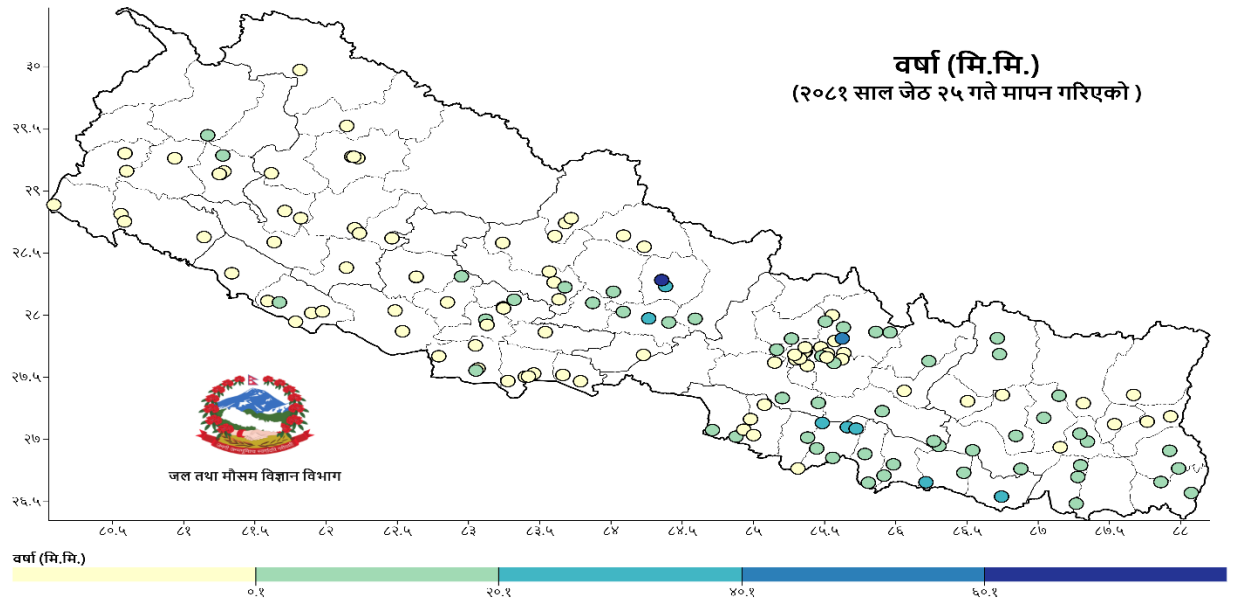 वर्षा (मि.मि.)
(२०८१ साल जेठ २५ गते मापन गरिएको )
३०
२९.५
२९
२८.५
२८
२७.५
२७
२६.५
जल तथा मौसम विज्ञान विभाग
८०.५ ८१ ८१.५ ८२ ८२.५ ८३ ८३.५ ८४ ८४.५ ८५ ८५.५ ८६ ८६.५ ८७ ८७.५ ८८
वर्षा (मि.मि.)
०.१ २०.१ ४०.१ ६०.१